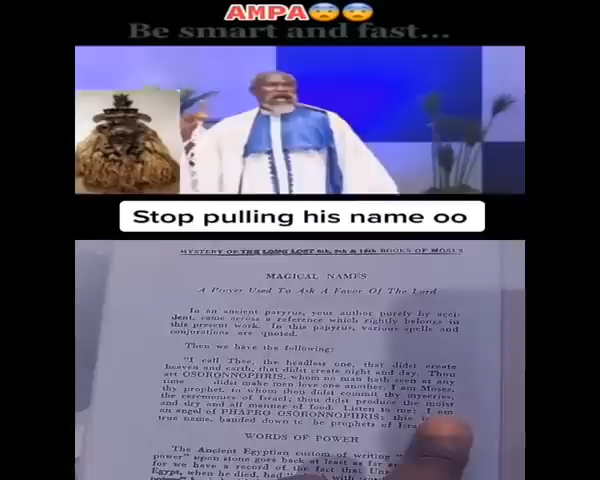 AMPA😨😨
Be smart and fast...
Stop pulling his name oo
MYSTERY OF THE LONG LOST 8th, 9th & 10th BOOKS OF MOSES
MAGICAL NAMES
A Prayer Used To Ask A Favor Of The Lord
In an ancient papyrus, your author purely by acci-
dent, came across a reference which rightly belongs in
this present work. In this papyrus, various spells and
conjurations are quoted.
Then we have the following:
"I call Thee, the headless one, that didst create
heaven and earth, that didst create night and day. Thou
art OSORONNOPHRIS, whom no man hath seen at any
time didst make men love one another. I am Moses,
thy prophet, to whom thou didst commit thy mysteries,
the ceremonies of Israel; thou didst produce the moist
and dry and all manner of food. Listen to me: I am
an angel of PHAPRO OSORONNOPHRIS; this is
true name, handed down to the prophets of
WORDS OF POWER
The Ancient Egyptian custom of writing
power" upon stone goes back at least as far
for we have a record of the fact that
Egypt, when he died, had with